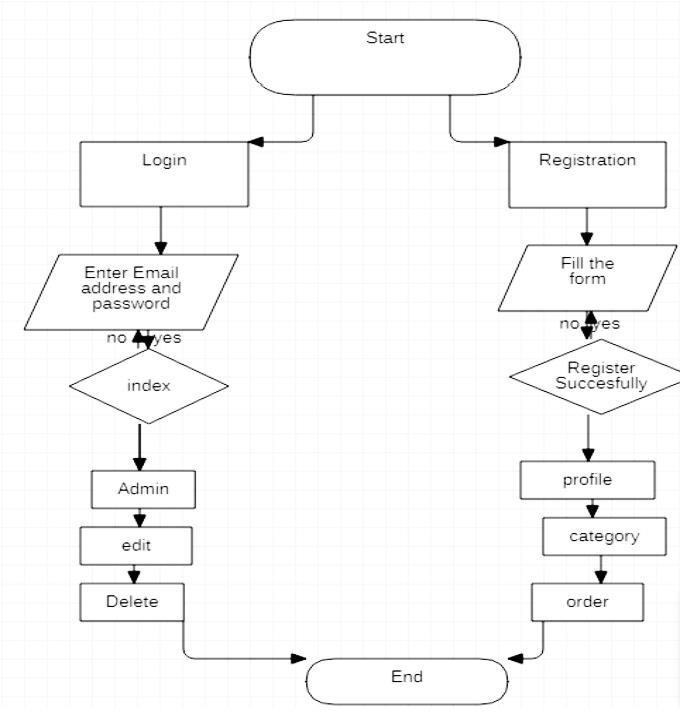 Start
Login
Registration
Enter Email
address and
password
Fill the
form
no yes
no yes
index
Register
Succesfully
Admin
profile
edit
category
Delete
order
End